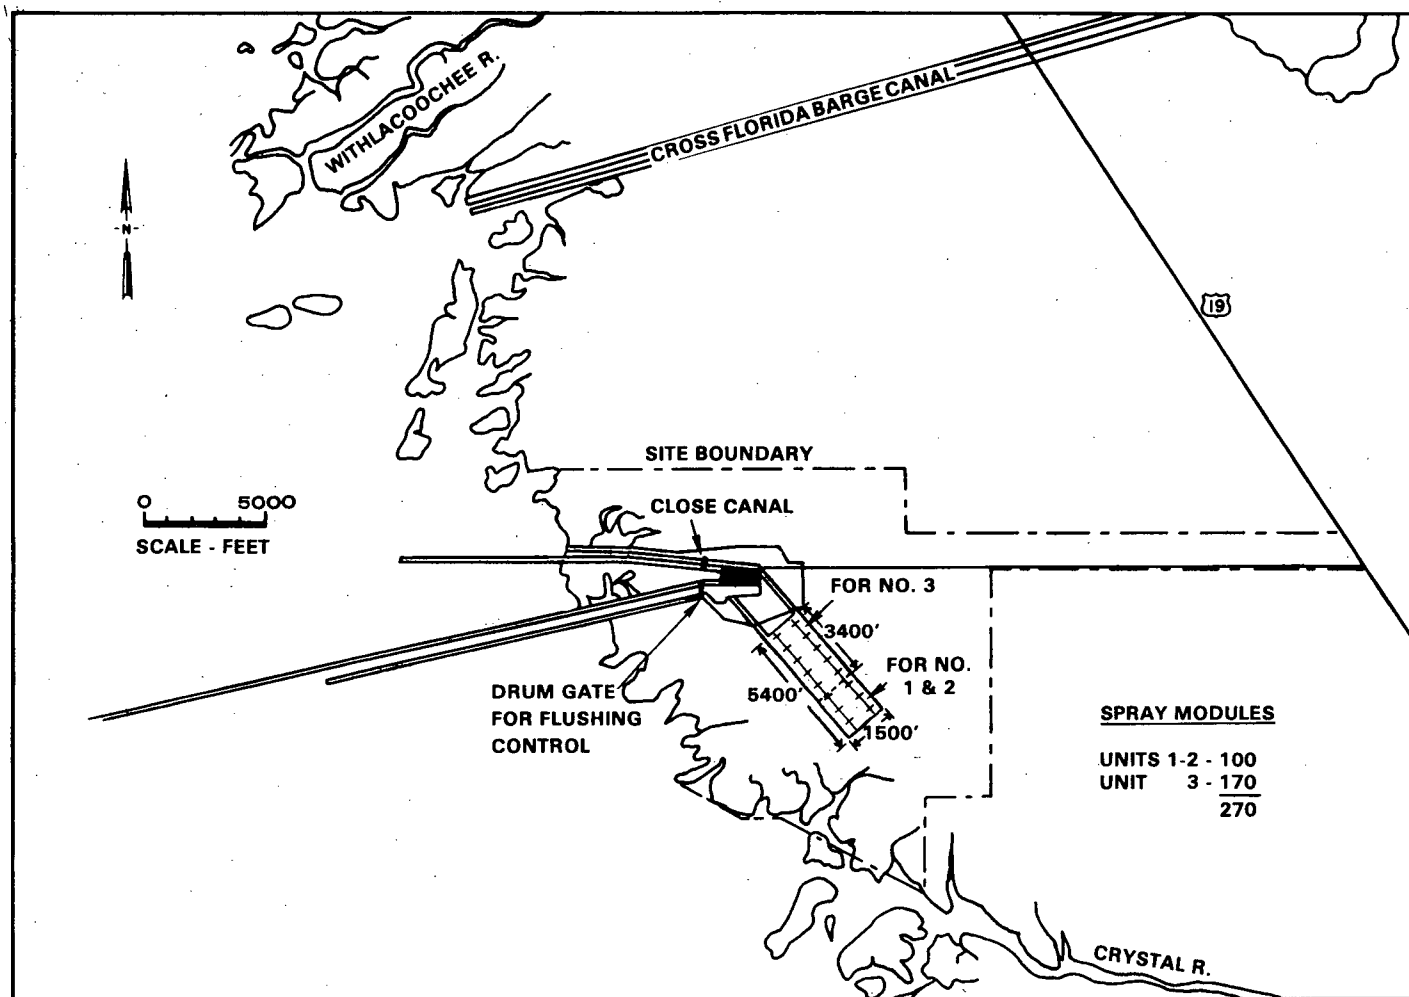 WITHLACOOCHEE R.
CROSS FLORIDA BARGE CANAL
N
19
SITE BOUNDARY
0 5000
SCALE - FEET
CLOSE CANAL
FOR NO. 3
3400'
FOR NO.
1 & 2
5400'
1500'
DRUM GATE
FOR FLUSHING
CONTROL
SPRAY MODULES
UNITS 1-2 - 100
UNIT 3 - 170
270
CRYSTAL R.